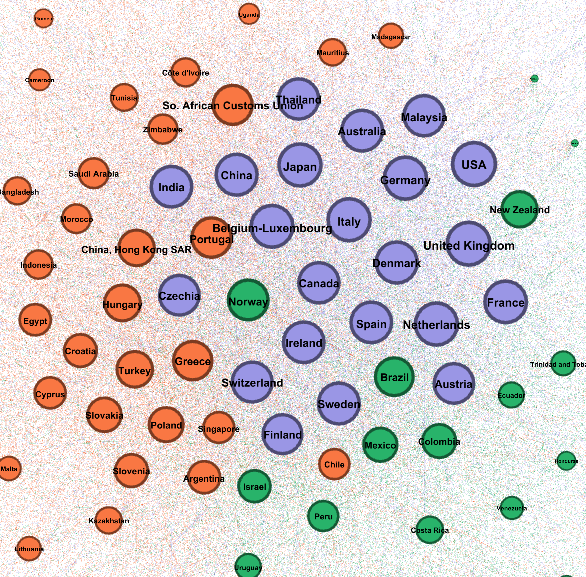 Uganda
Madagascar
Mauritius
Côte d'Ivoire
Cameroon
Tunisia
So. African Customs Union
Thailand
Malaysia
Zimbabwe
Australia
Japan
USA
Saudi Arabia
China
Germany
India
Bangladesh
New Zealand
Morocco
Italy
Belgium-Luxembourg
Portugal
United Kingdom
China, Hong Kong SAR
Indonesia
Denmark
Canada
Czechia
Norway
France
Hungary
Egypt
Spain
Netherlands
Ireland
Croatia
Greece
Trinidad and Toba
Turkey
Brazil
Switzerland
Austria
Cyprus
Ecuador
Sweden
Slovakia
Poland
Singapore
Finland
Colombia
Mexico
Malta
Chile
Slovenia
Argentina
Israel
Venezuela
Peru
Kazakhstan
Costa Rica
Lithuania
Uruguay